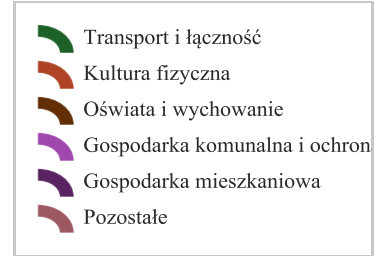 Transport i łączność
Kultura fizyczna
Oświata i wychowanie
Gospodarka komunalna i ochron
Gospodarka mieszkaniowa
Pozostałe